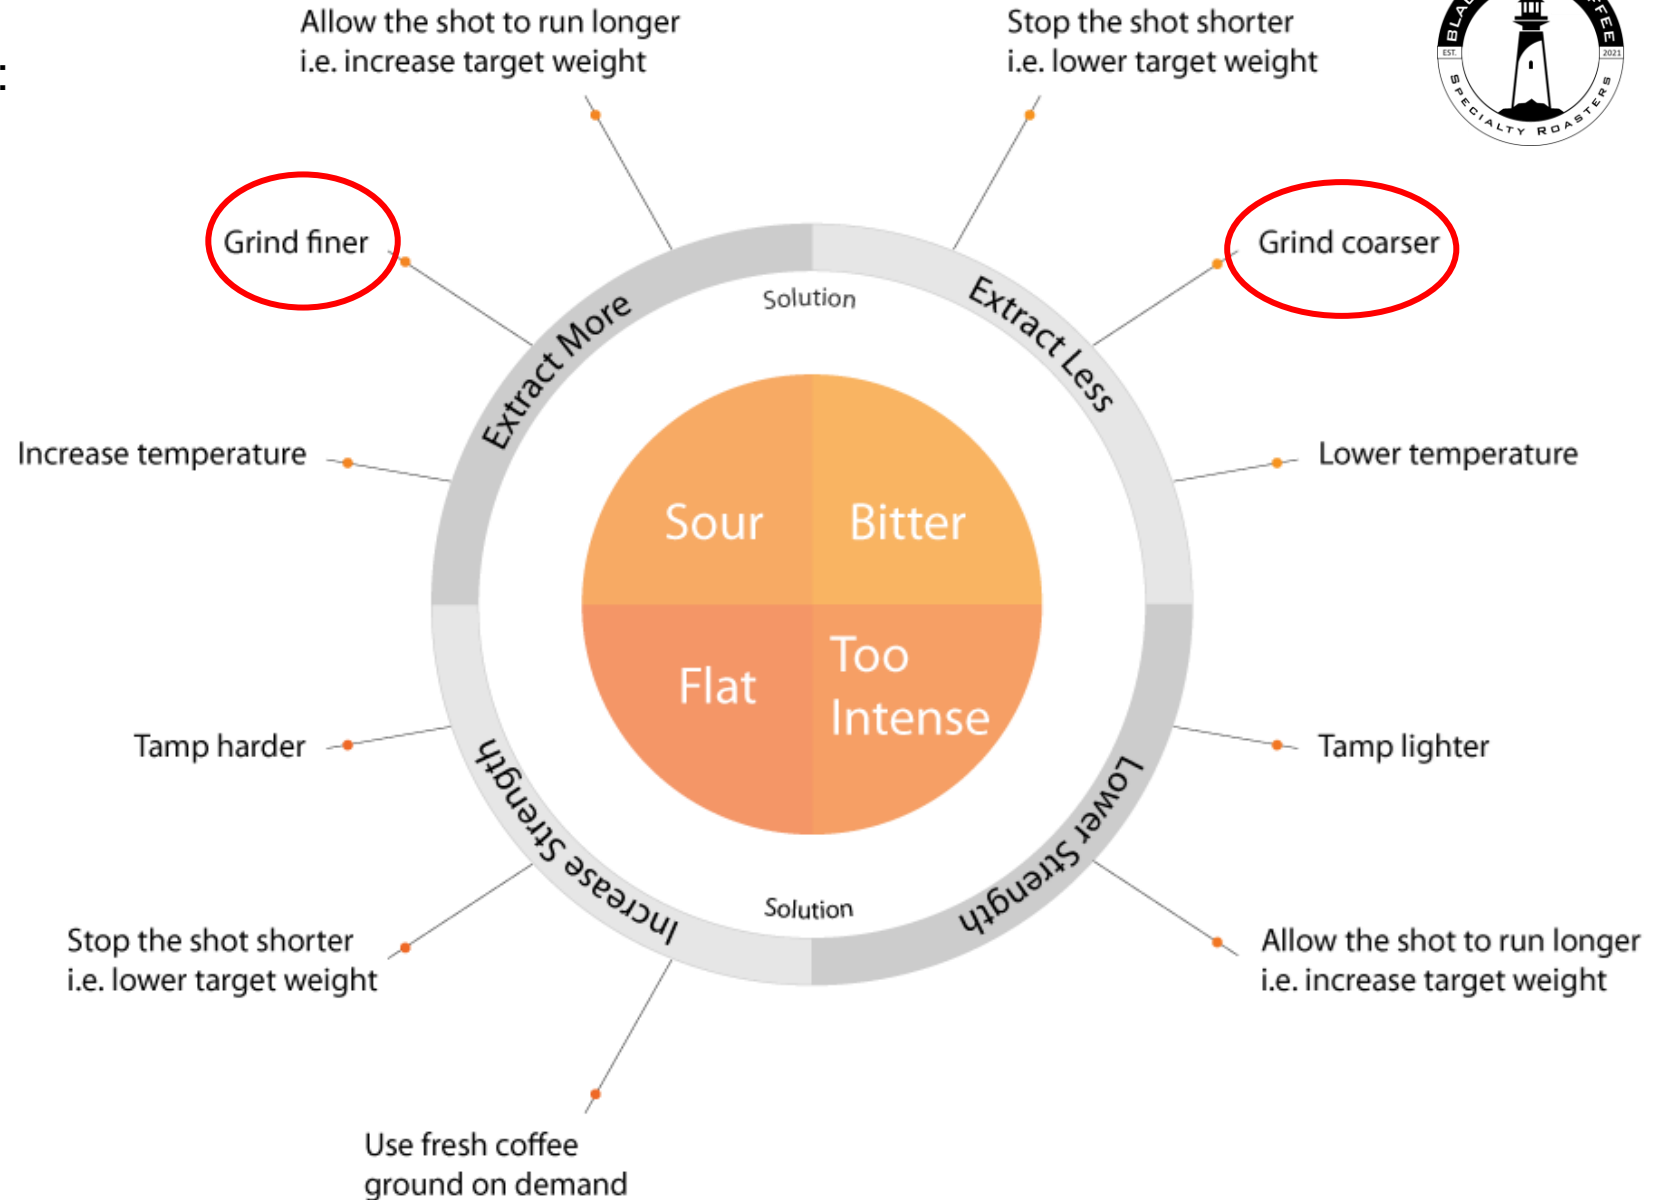 :
Allow the shot to run longer
i.e. increase target weight
Stop the shot shorter
i.e. lower target weight
EST.
2021
SPECIALTY ROASTERS
Grind finer
Grind coarser
Solution
Extract More
Extract Less
Increase temperature
Lower temperature
Sour
Bitter
Flat
Too
Intense
Tamp harder
Tamp lighter
Increase Strength
Lower Strength
Solution
Stop the shot shorter
i.e. lower target weight
Allow the shot to run longer
i.e. increase target weight
Use fresh coffee
ground on demand